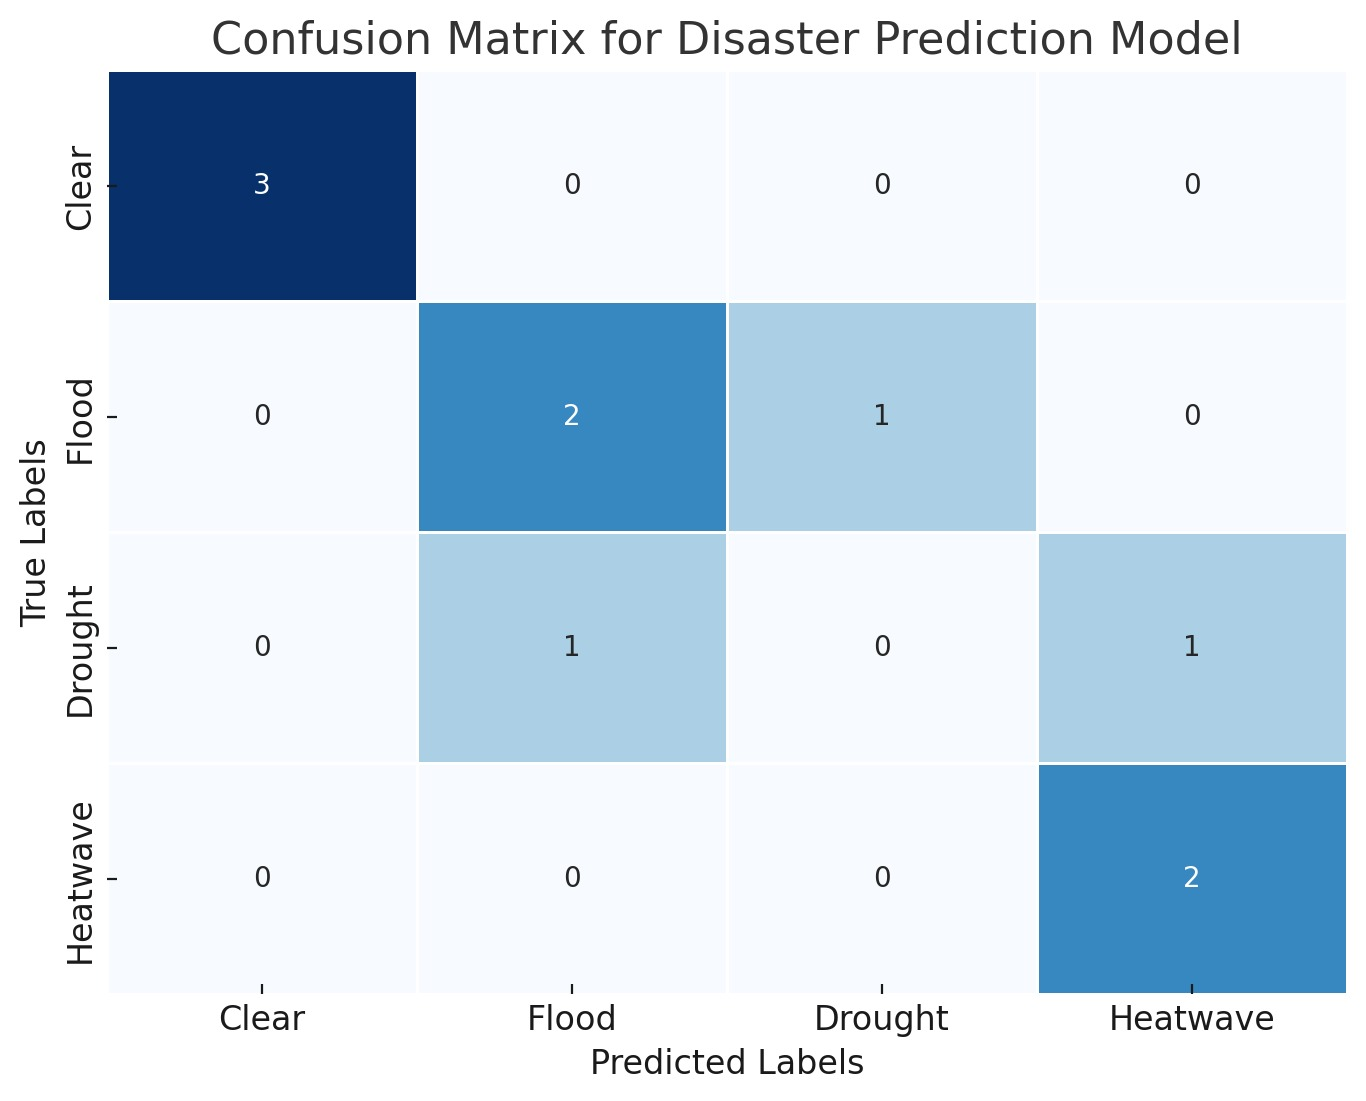 Confusion Matrix for Disaster Prediction Model
True Labels
Clear 3 0 0 0
Flood 0 2 1 0
Drought 0 1 0 1
Heatwave 0 0 0 2
Clear Flood Drought Heatwave
Predicted Labels